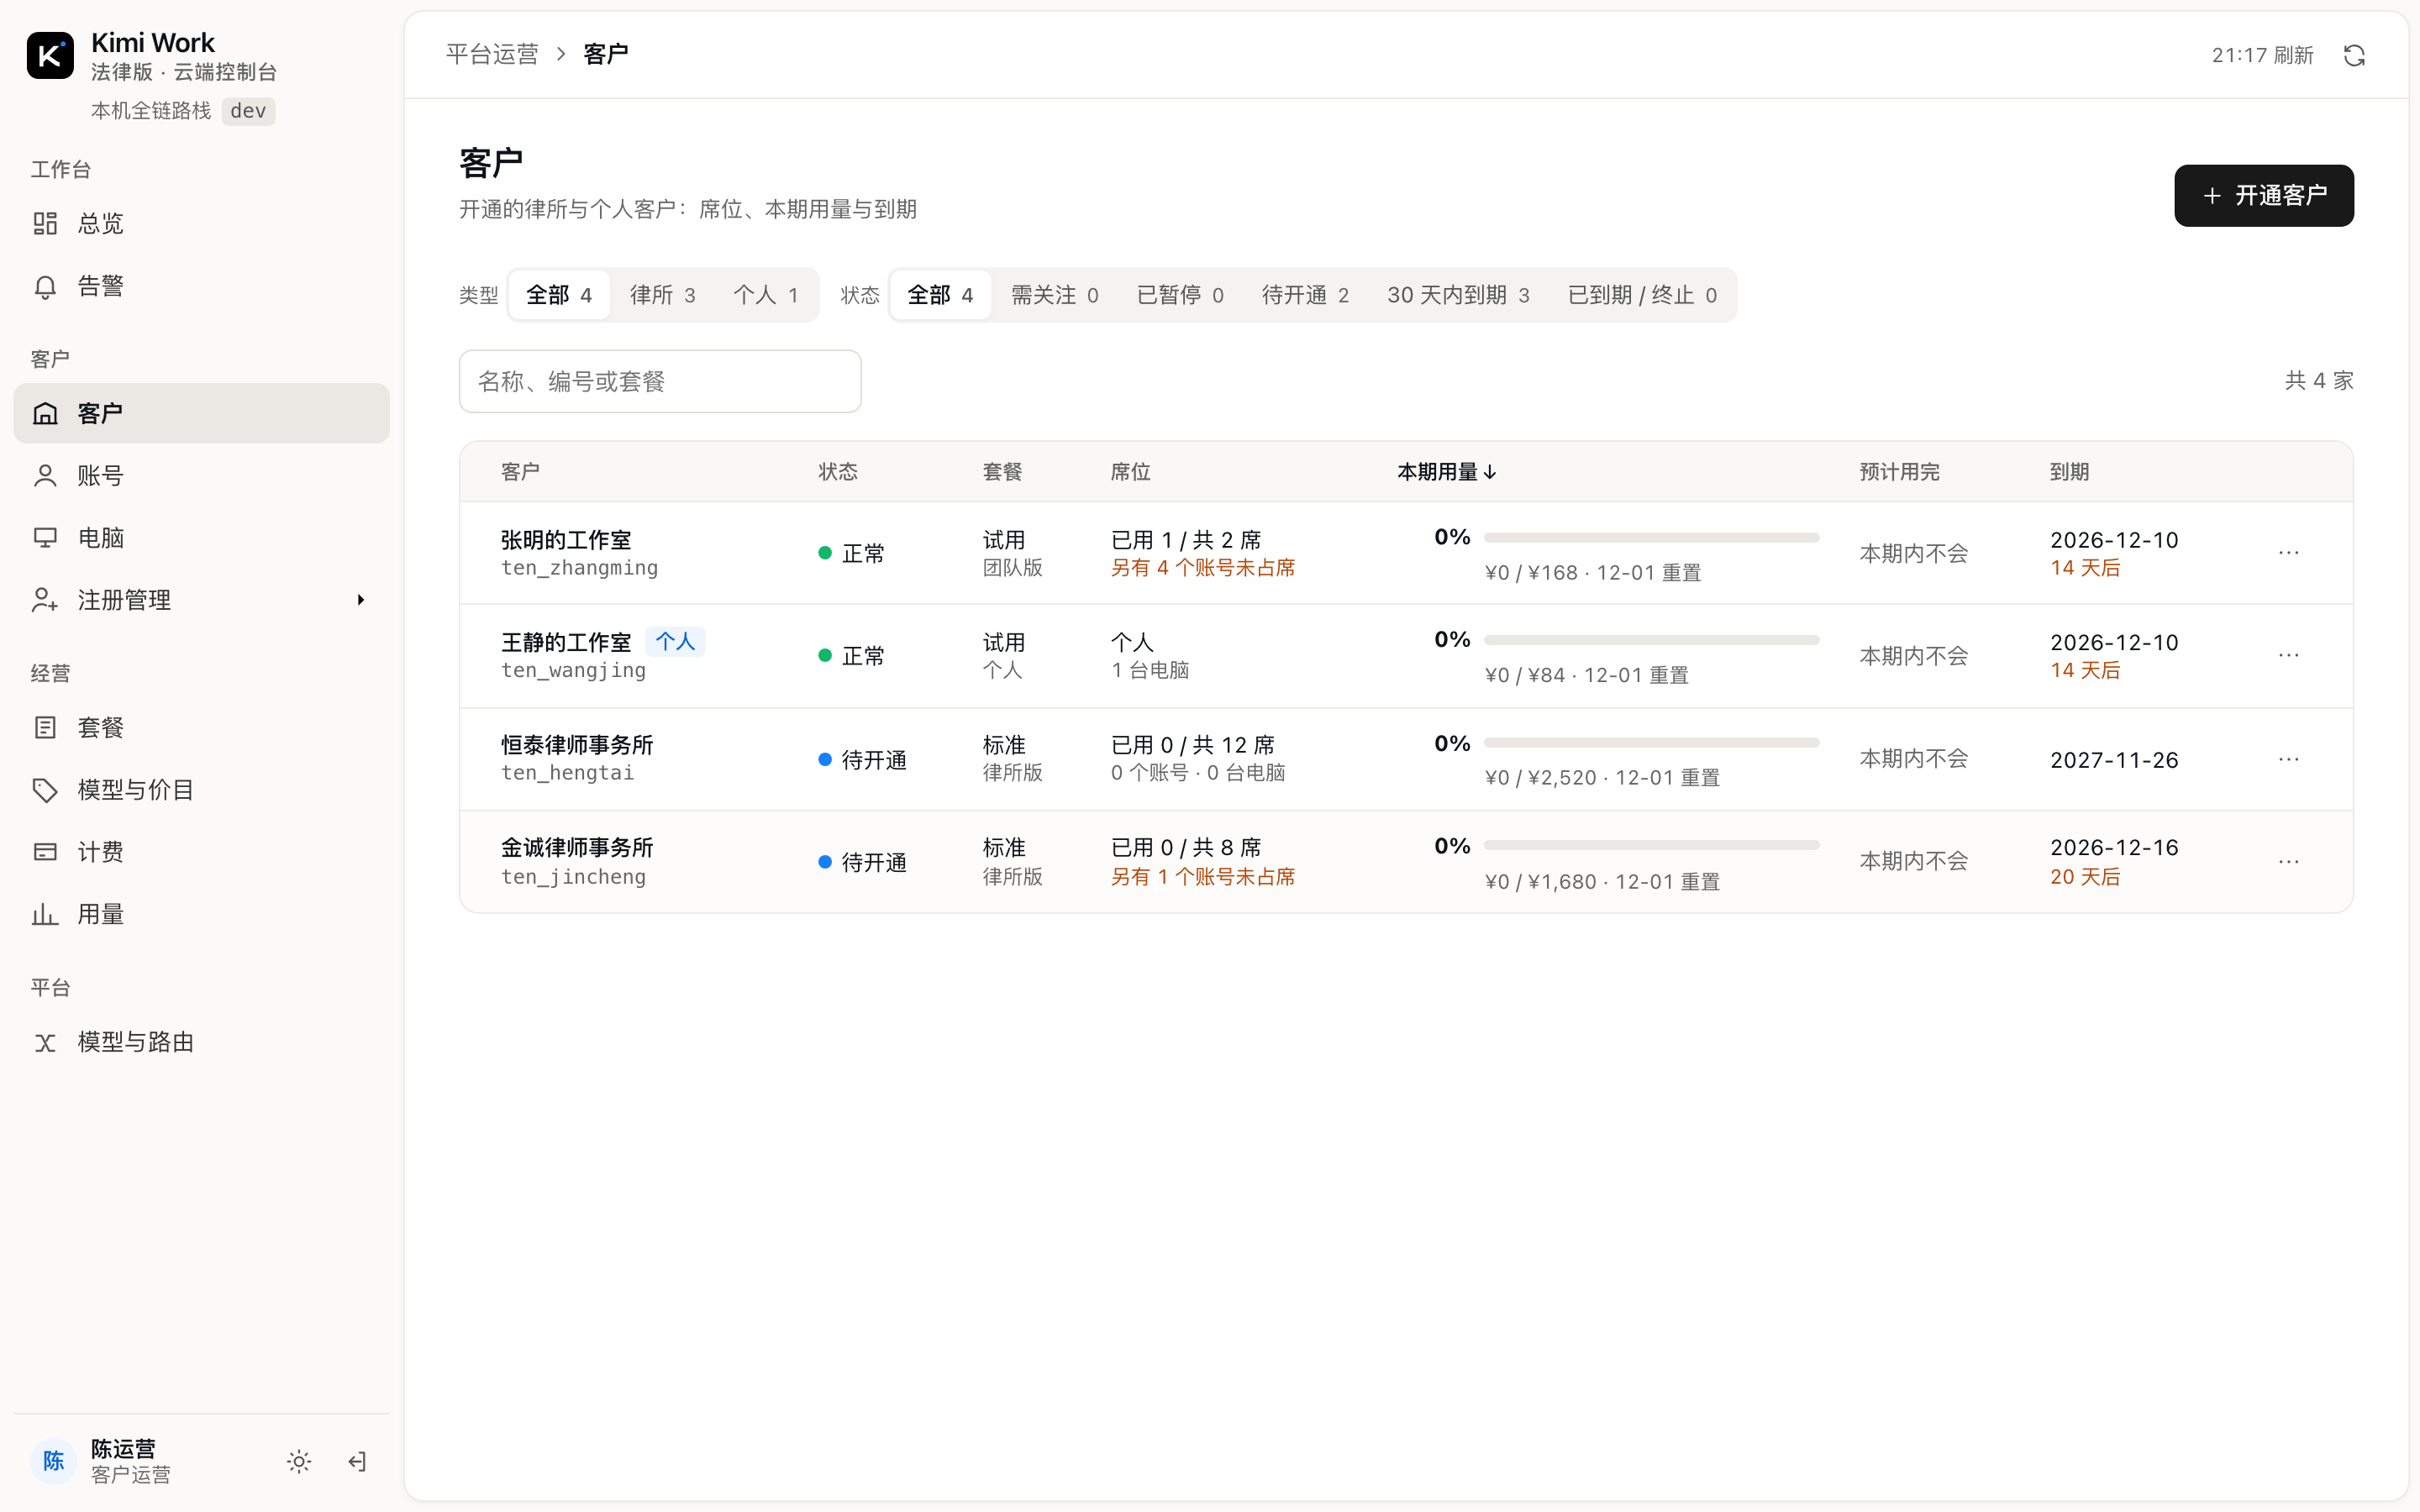 Kimi Work
法律版 · 云端控制台
本机全链路栈 dev
工作台
总览
告警
客户
客户
账号
电脑
注册管理
经营
套餐
模型与价目
计费
用量
平台
模型与路由
陈 陈运营
客户运营
平台运营 > 客户
21:17 刷新
客户
开通的律所与个人客户：席位、本期用量与到期
+ 开通客户
类型 全部 4 律所 3 个人 1 状态 全部 4 需关注 0 已暂停 0 待开通 2 30 天内到期 3 已到期 / 终止 0
名称、编号或套餐
共 4 家
客户 状态 套餐 席位 本期用量↓ 预计用完 到期
张明的工作室 正常 试用 已用 1 / 共 2 席 0% 本期内不会 2026-12-10 ···
ten_zhangming 团队版 另有 4 个账号未占席 ¥0 / ¥168 · 12-01 重置 14 天后
王静的工作室 个人 正常 试用 个人 0% 本期内不会 2026-12-10 ···
ten_wangjing 个人 1 台电脑 ¥0 / ¥84 · 12-01 重置 14 天后
恒泰律师事务所 待开通 标准 已用 0 / 共 12 席 0% 本期内不会 2027-11-26 ···
ten_hengtai 律所版 0 个账号 · 0 台电脑 ¥0 / ¥2,520 · 12-01 重置
金诚律师事务所 待开通 标准 已用 0 / 共 8 席 0% 本期内不会 2026-12-16 ···
ten_jincheng 律所版 另有 1 个账号未占席 ¥0 / ¥1,680 · 12-01 重置 20 天后